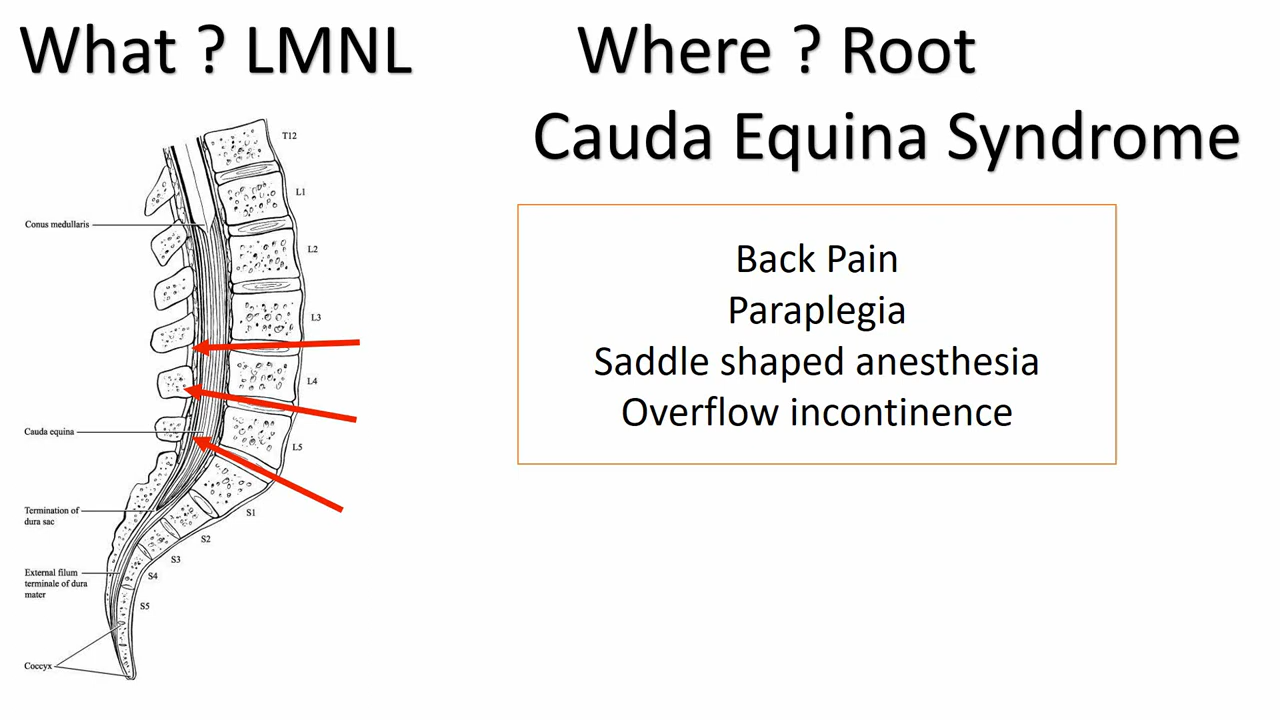 What ? LMNL
Where ? Root
Cauda Equina Syndrome
Back Pain
Paraplegia
Saddle shaped anesthesia
Overflow incontinence
T12
L1
Conus medullaris
L2
L3
L4
Cauda equina
L5
Termination of
dura sac
S1
S2
S3
External filum
terminale of dura
mater
S4
S5
Coccyx